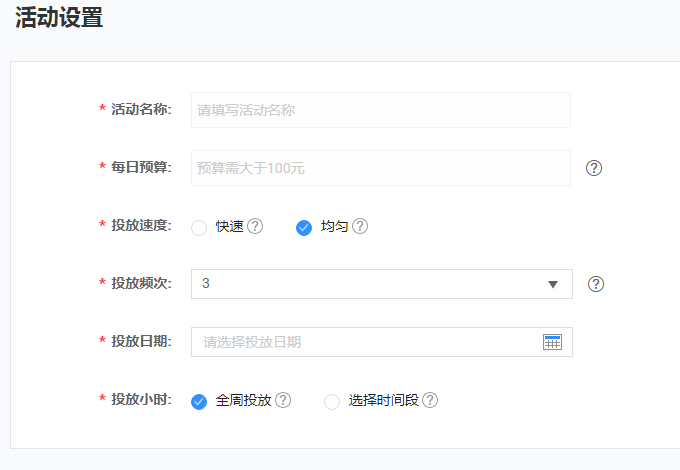 活动设置
* 活动名称: 请填写活动名称
* 每日预算: 预算需大于100元 ?
* 投放速度: 快速 ? 均匀 ?
* 投放频次: 3 ?
* 投放日期: 请选择投放日期
* 投放小时: 全周投放 ? 选择时间段 ?